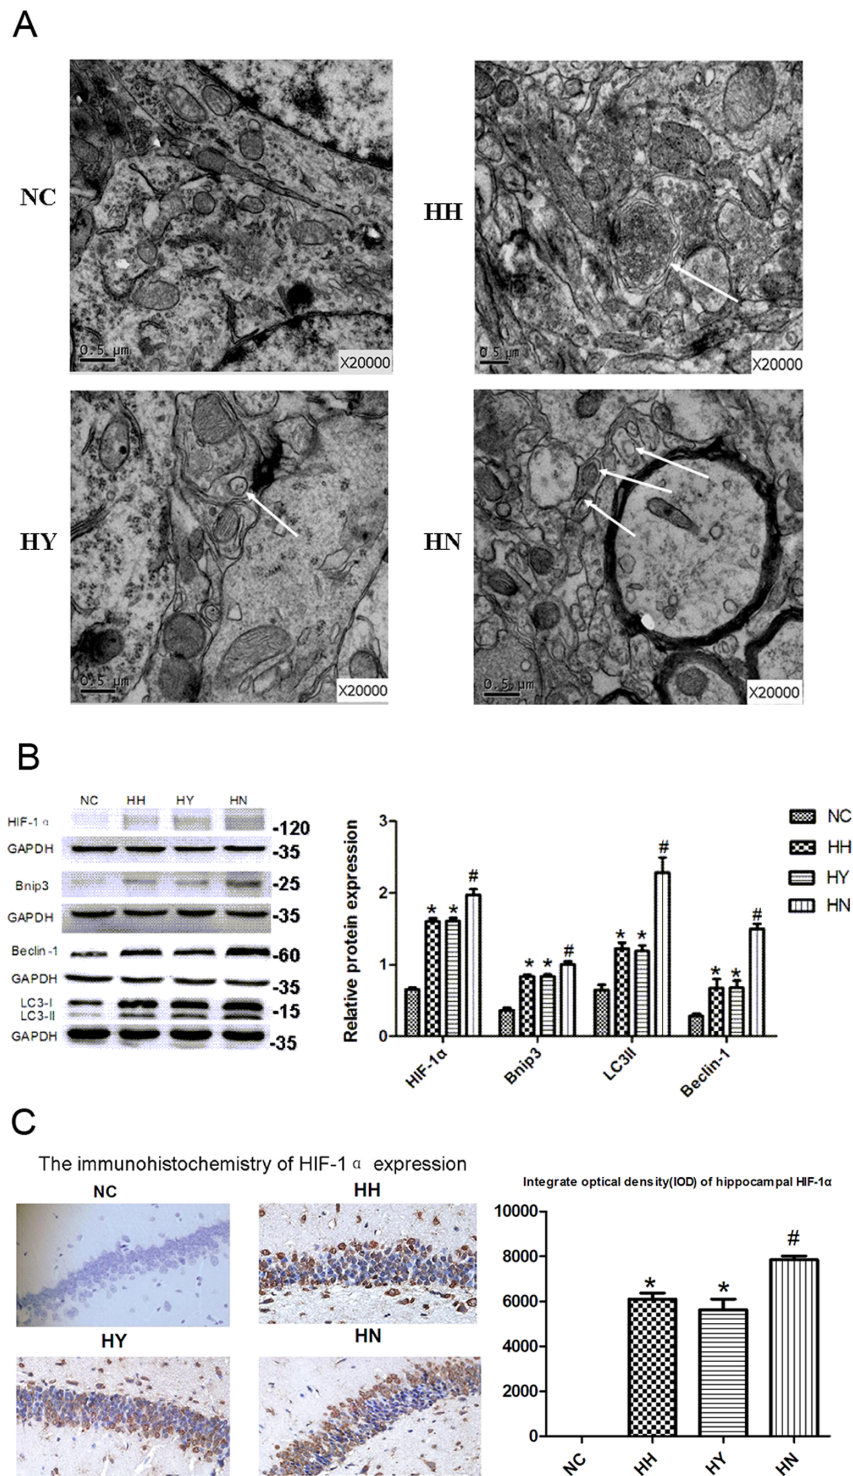 A
NC
0.5 μm
X20000
HH
0.5 μm
X20000
HY
0.5 μm
X20000
HN
0.5 μm
X20000
B
NC HH HY HN
HIF-1α -120
GAPDH -35
Bnip3 -25
GAPDH -35
Beclin-1 -60
GAPDH -35
LC3-I
LC3-II -15
GAPDH -35
Relative protein expression
3
2
1
0
* * #
* * #
* * #
* * #
HIF-1α Bnip3 LC3II Beclin-1
NC
HH
HY
HN
C
The immunohistochemistry of HIF-1α expression
NC HH
HY HN
Integrate optical density(IOD) of hippocampal HIF-1α
10000
8000
6000
4000
2000
0
* * #
NC HH HY HN